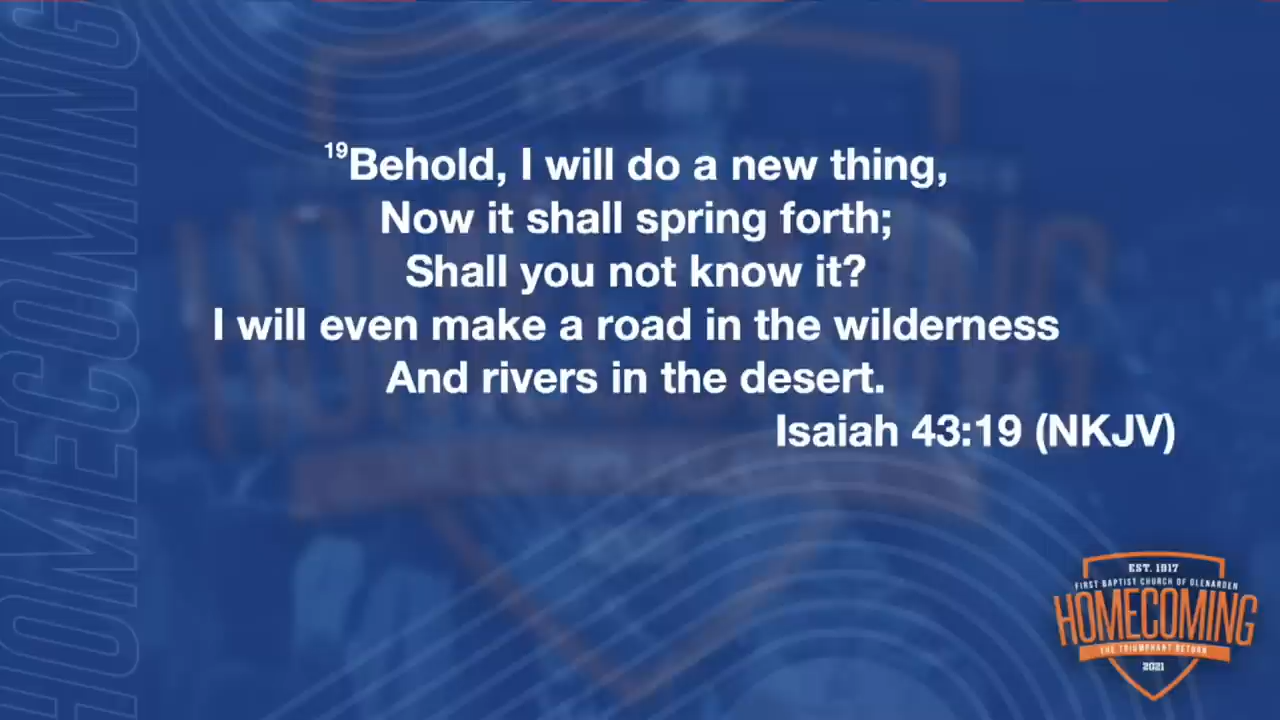 HOMECOMING
19Behold, I will do a new thing,
Now it shall spring forth;
Shall you not know it?
I will even make a road in the wilderness
And rivers in the desert.
Isaiah 43:19 (NKJV)
EST. 1917
FIRST BAPTIST CHURCH OF GLENARDEN
HOMECOMING
THE TRIUMPHANT RETURN
2021